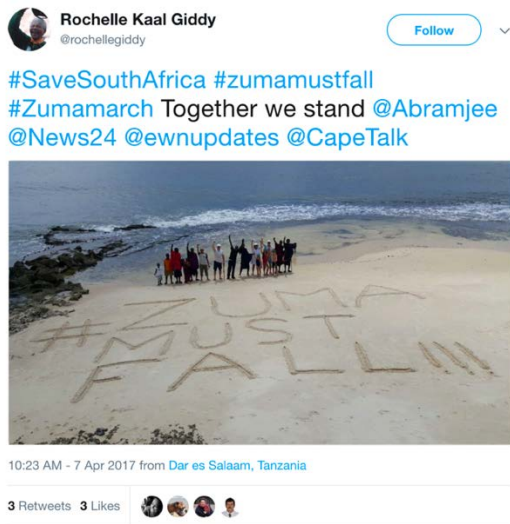 Rochelle Kaal Giddy
@rochellegiddy
Follow
#SaveSouthAfrica #zumamustfall
#Zumamarch Together we stand @Abramjee
@News24 @ewnupdates @CapeTalk
#ZUMA
MUST
FALL!!!
10:23 AM - 7 Apr 2017 from Dar es Salaam, Tanzania
3 Retweets 3 Likes